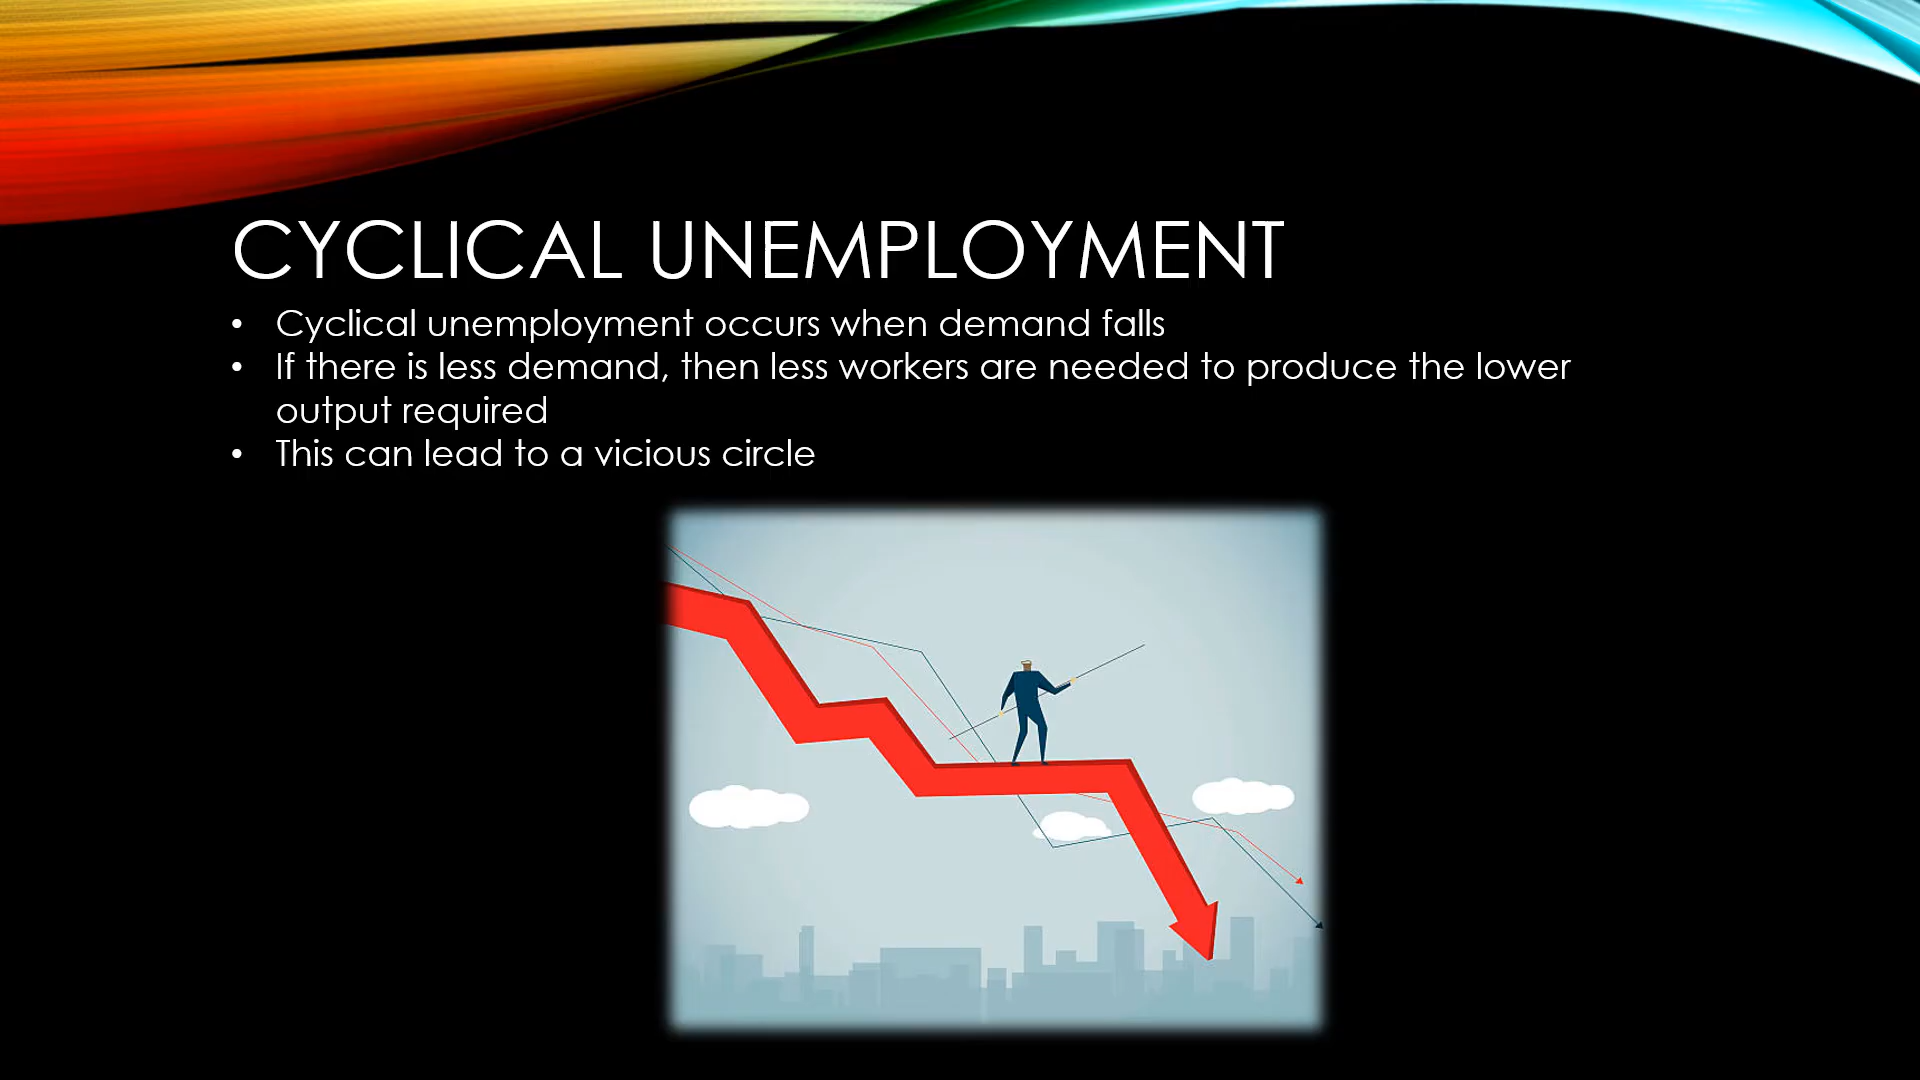 CYCLICAL UNEMPLOYMENT
• Cyclical unemployment occurs when demand falls
• If there is less demand, then less workers are needed to produce the lower
output required
• This can lead to a vicious circle